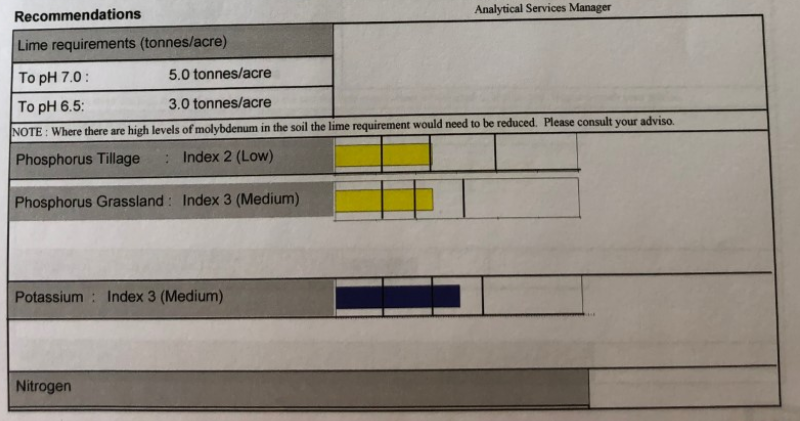 Analytical Services Manager
Recommendations
Lime requirements (tonnes/acre)
To pH 7.0 : 5.0 tonnes/acre
To pH 6.5: 3.0 tonnes/acre
NOTE : Where there are high levels of molybdenum in the soil the lime requirement would need to be reduced. Please consult your adviso.
Phosphorus Tillage : Index 2 (Low)
Phosphorus Grassland : Index 3 (Medium)
Potassium : Index 3 (Medium)
Nitrogen